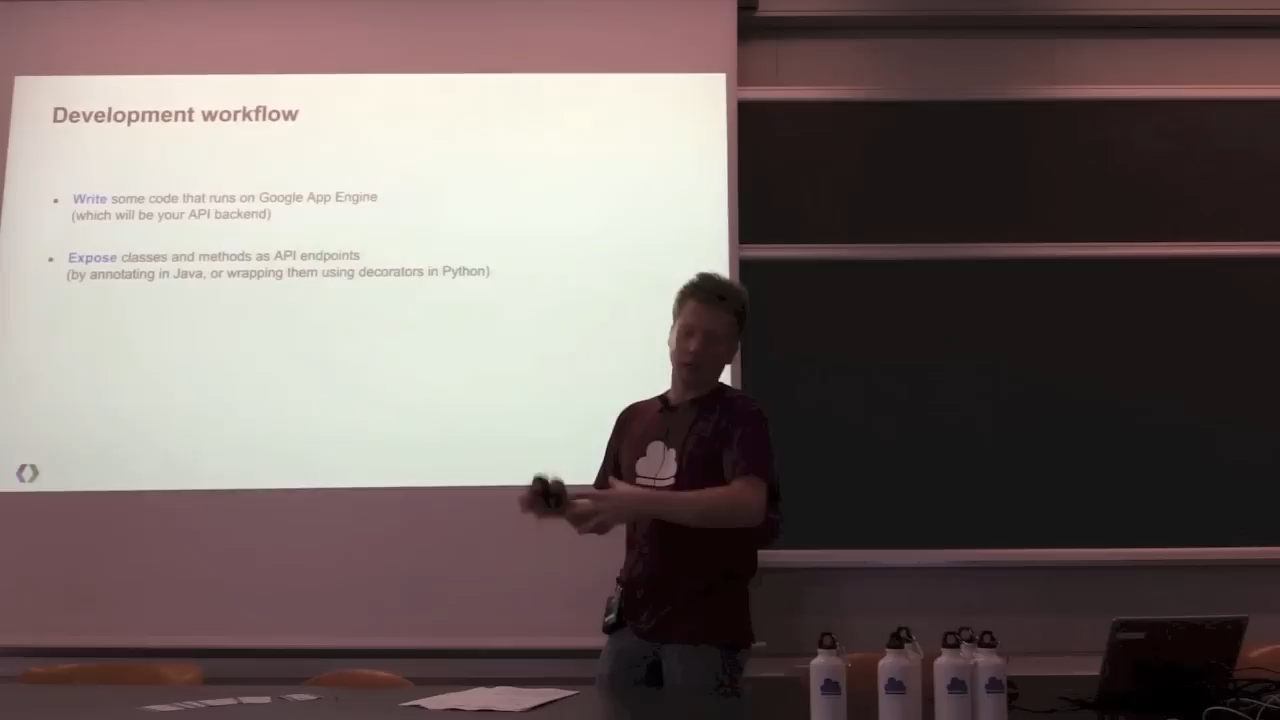 Development workflow
• Write some code that runs on Google App Engine
(which will be your API backend)
• Expose classes and methods as API endpoints
(by annotating in Java, or wrapping them using decorators in Python)